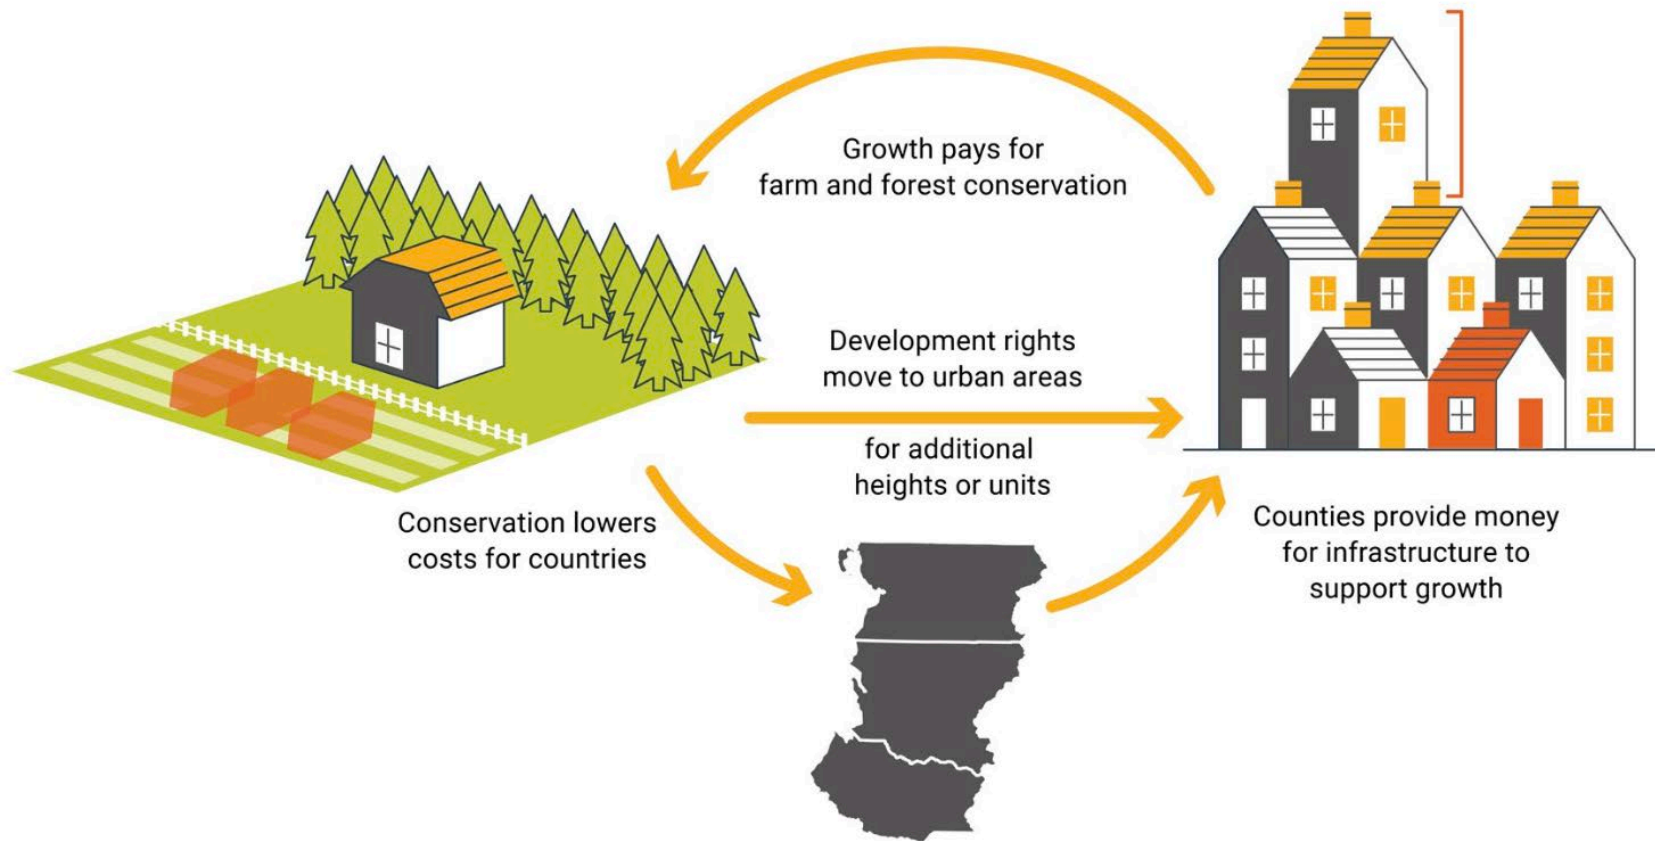 Growth pays for
farm and forest conservation
Development rights
move to urban areas
for additional
heights or units
Conservation lowers
costs for countries
Counties provide money
for infrastructure to
support growth